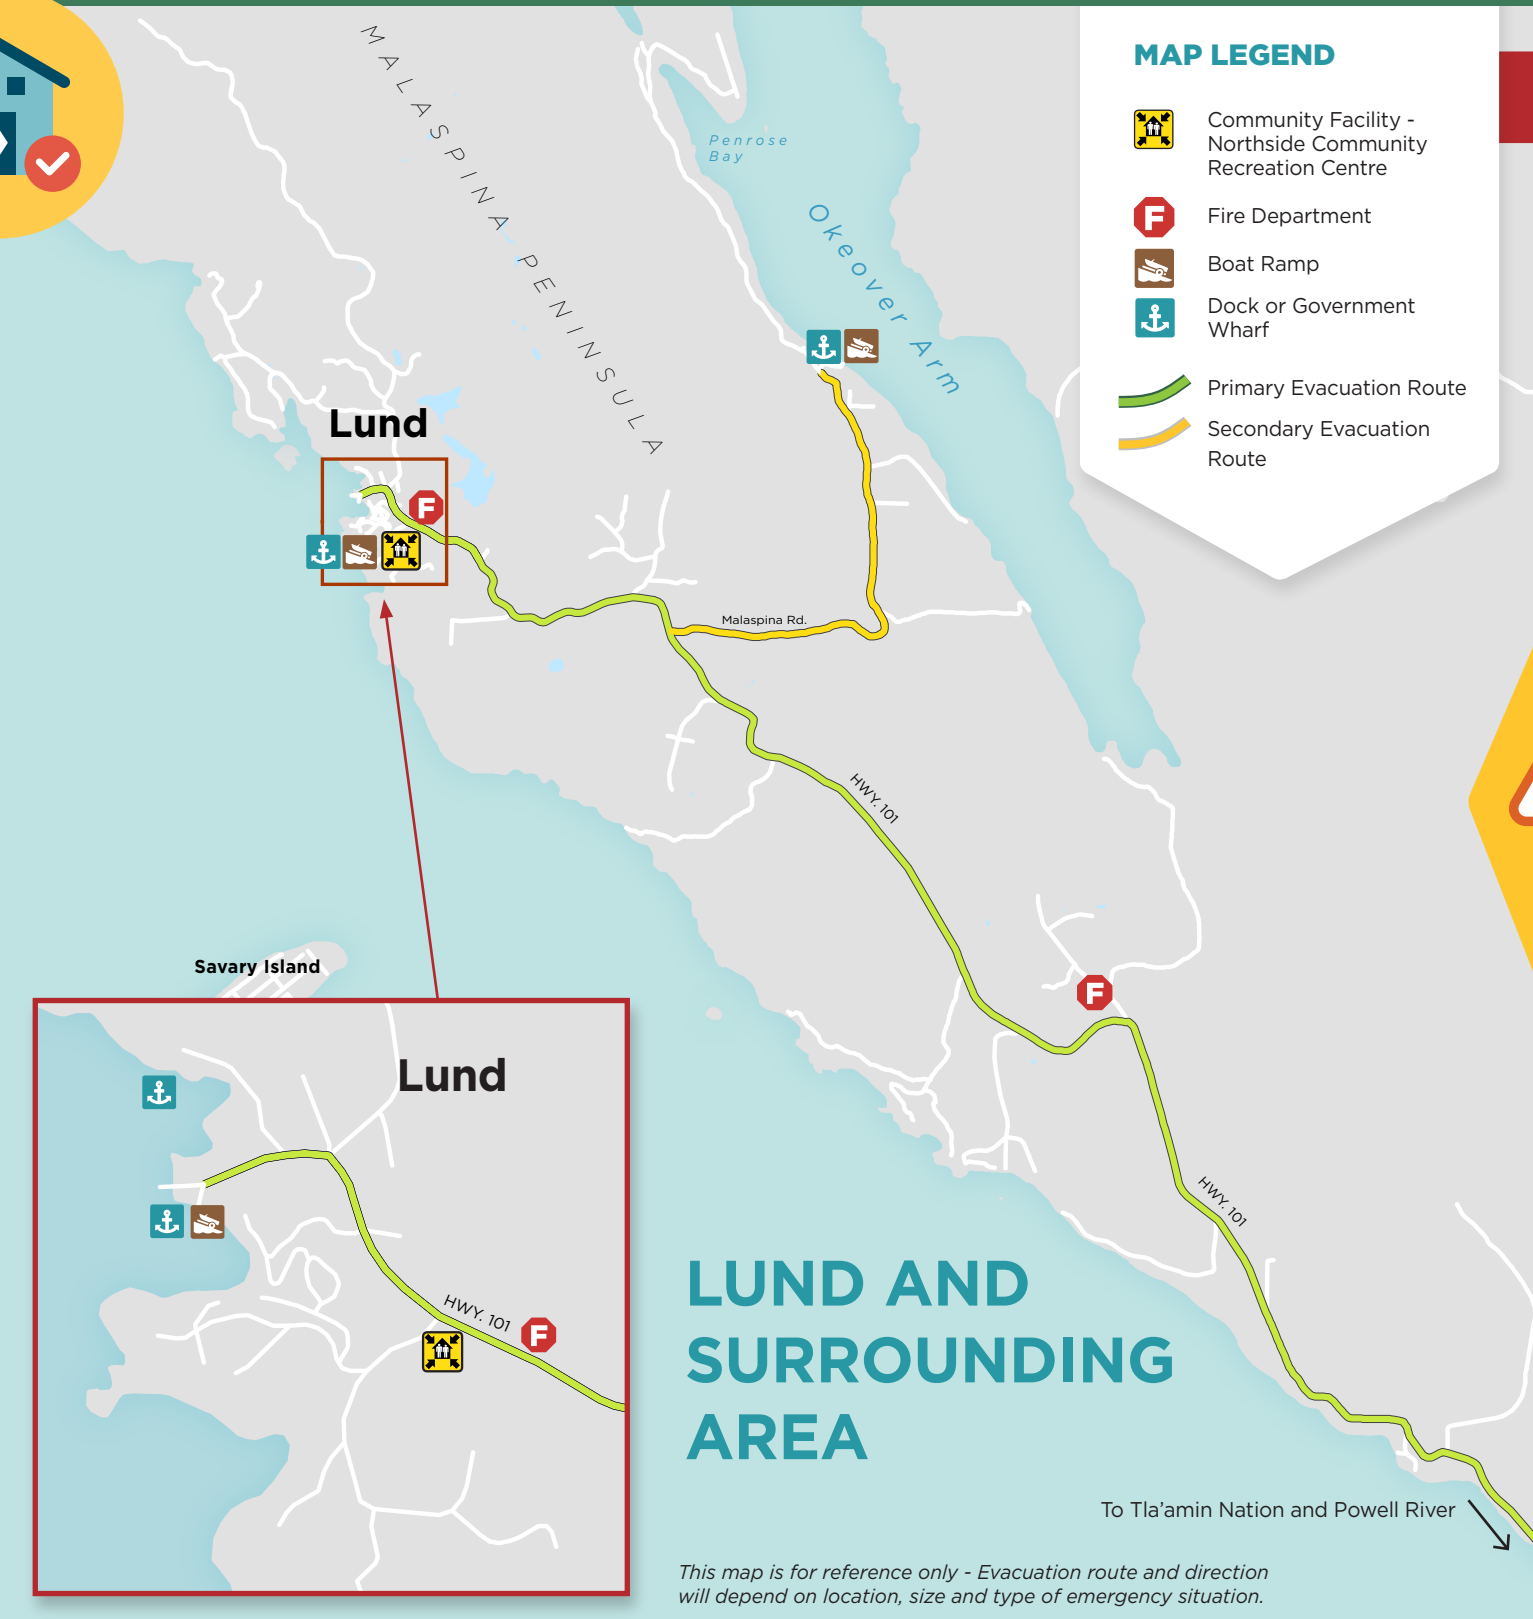 MALASPINA PENINSULA
Penrose
Bay
Okeover Arm
MAP LEGEND
Community Facility -
Northside Community
Recreation Centre
F
Fire Department
Boat Ramp
Dock or Government
Wharf
Primary Evacuation Route
Secondary Evacuation
Route
Lund
F
Malaspina Rd.
HWY. 101
Savary Island
F
Lund
HWY. 101
F
HWY. 101
LUND AND
SURROUNDING
AREA
To Tla'amin Nation and Powell River
This map is for reference only - Evacuation route and direction
will depend on location, size and type of emergency situation.